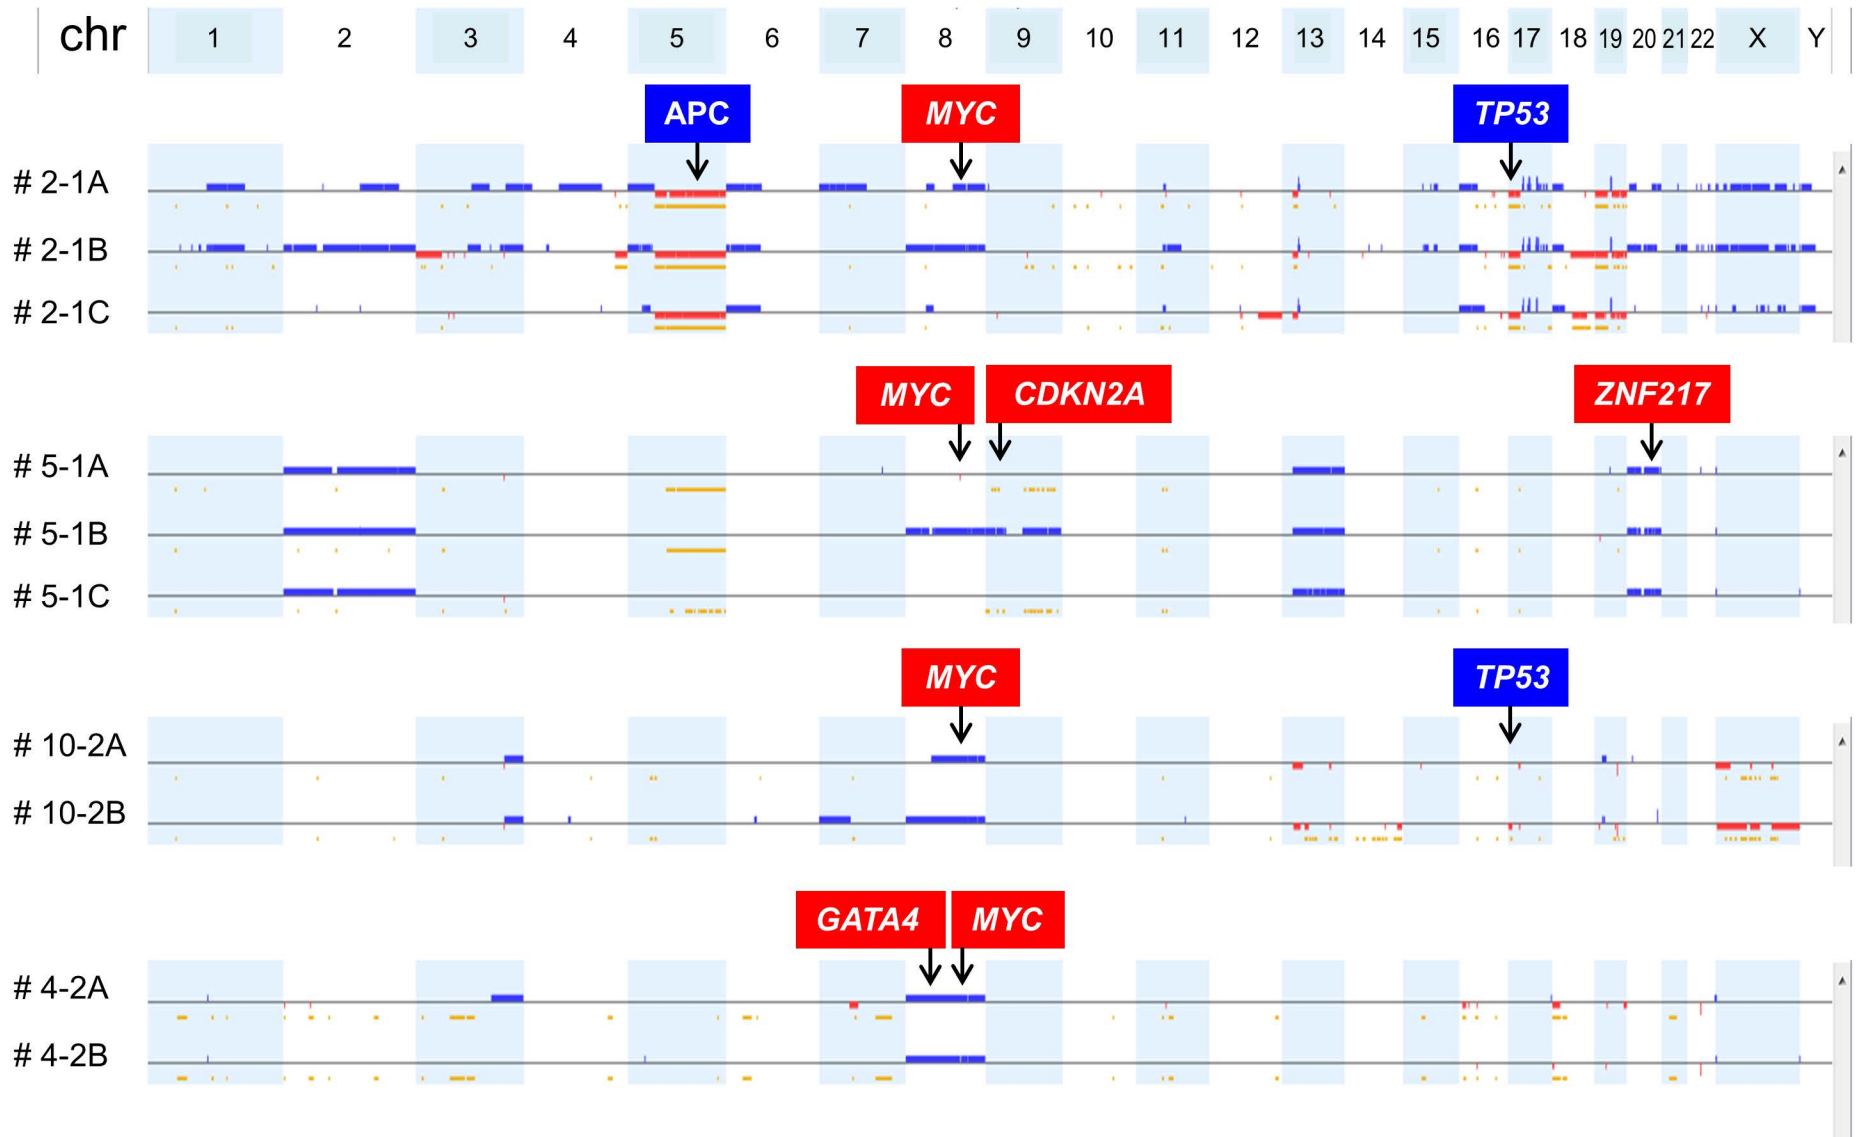 chr 1 2 3 4 5 6 7 8 9 10 11 12 13 14 15 16 17 18 19 20 21 22 X Y
APC MYC TP53
# 2-1A
# 2-1B
# 2-1C
MYC CDKN2A ZNF217
# 5-1A
# 5-1B
# 5-1C
MYC TP53
# 10-2A
# 10-2B
GATA4 MYC
# 4-2A
# 4-2B